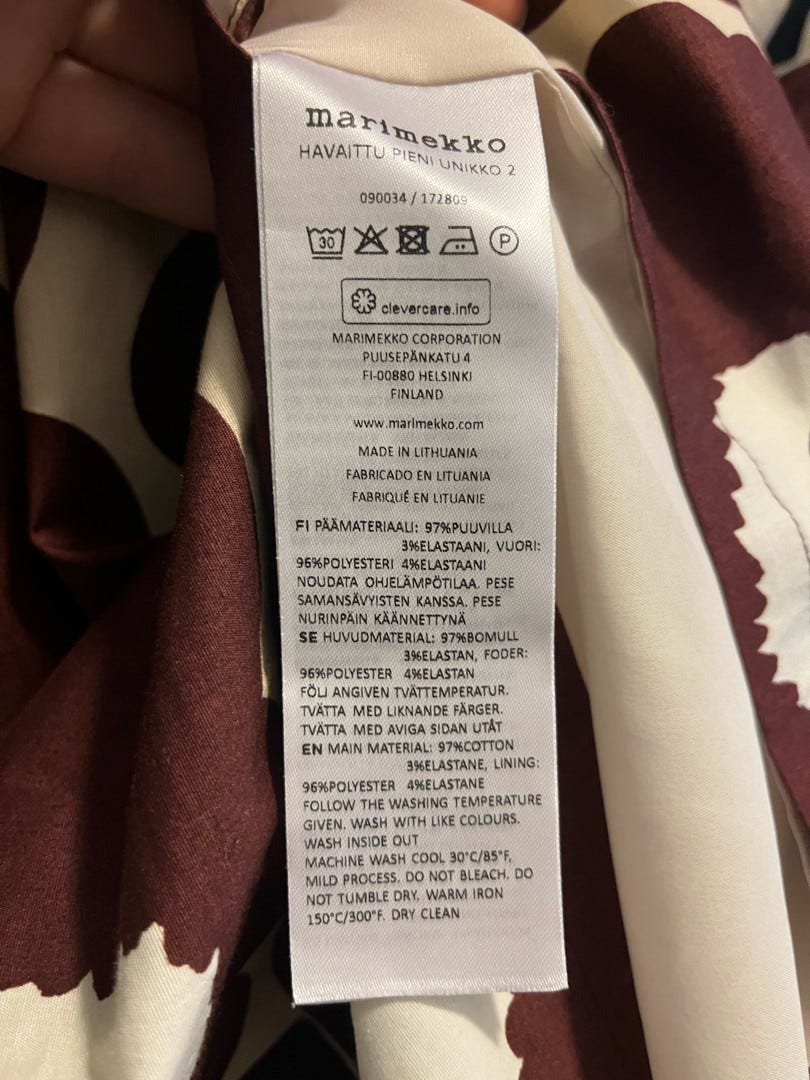 marimekko
HAVAITTU PIENI UNIKKO 2
090034 / 172809
30 P
clevercare.info
MARIMEKKO CORPORATION
PUUSEPÄNKATU 4
FI-00880 HELSINKI
FINLAND
www.marimekko.com
MADE IN LITHUANIA
FABRICADO EN LITUANIA
FABRIQUÉ EN LITUANIE
FI PÄÄMATERIAALI: 97%PUUVILLA
3%ELASTAANI, VUORI:
96%POLYESTERI 4%ELASTAANI
NOUDATA OHJELÄMPÖTILAA. PESE
SAMANSÄVYISTEN KANSSA. PESE
NURINPÄIN KÄÄNNETTYNÄ
SE HUVUDMATERIAL: 97%BOMULL
3%ELASTAN, FODER:
96%POLYESTER 4%ELASTAN
FÖLJ ANGIVEN TVÄTTEMPERATUR.
TVÄTTA MED LIKNANDE FÄRGER.
TVÄTTA MED AVIGA SIDAN UTÅT
EN MAIN MATERIAL: 97%COTTON
3%ELASTANE, LINING:
96%POLYESTER 4%ELASTANE
FOLLOW THE WASHING TEMPERATURE
GIVEN. WASH WITH LIKE COLOURS.
WASH INSIDE OUT
MACHINE WASH COOL 30°C/85°F,
MILD PROCESS. DO NOT BLEACH. DO
NOT TUMBLE DRY. WARM IRON
150°C/300°F. DRY CLEAN